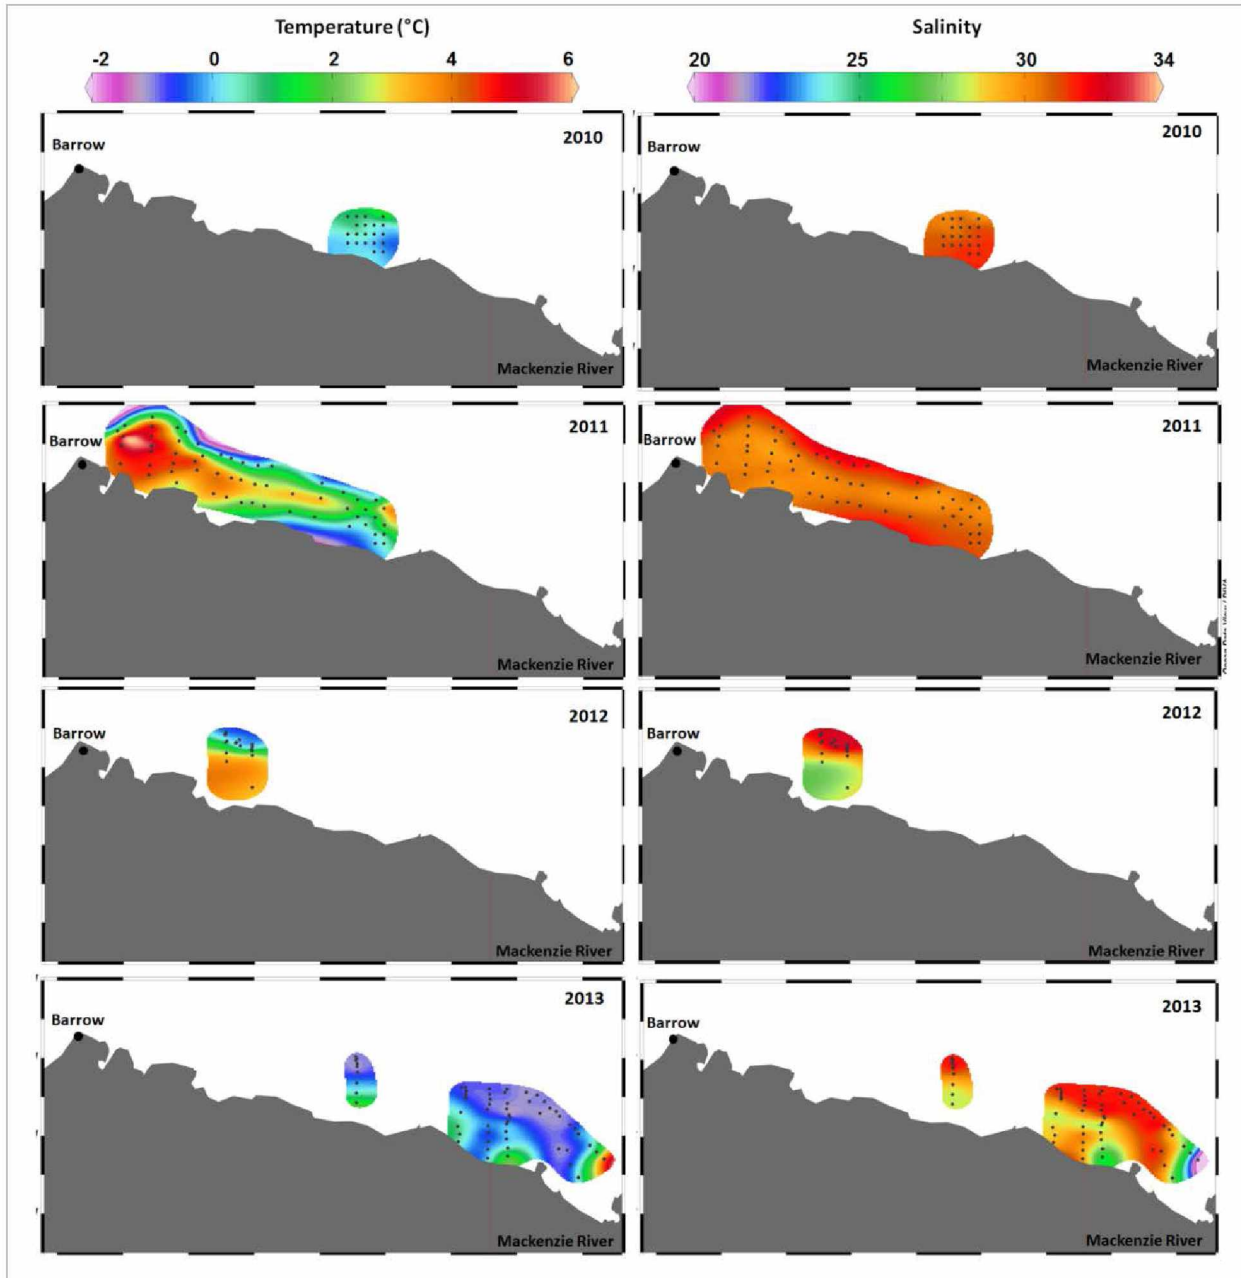 Temperature (°C)
Salinity
-2 0 2 4 6
20 25 30 34
2010
Barrow
Mackenzie River
2010
Barrow
Mackenzie River
2011
Barrow
Mackenzie River
2011
Barrow
Mackenzie River
2012
Barrow
Mackenzie River
2012
Barrow
Mackenzie River
2013
Barrow
Mackenzie River
2013
Barrow
Mackenzie River